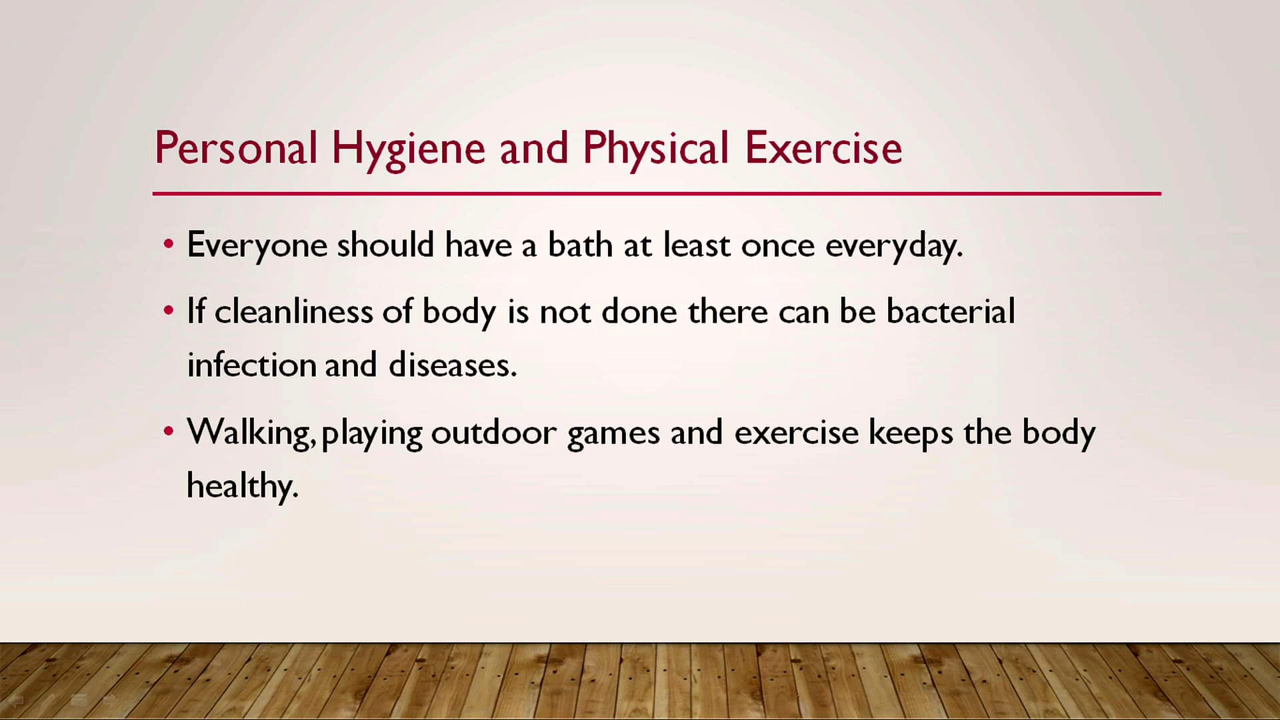 Personal Hygiene and Physical Exercise
• Everyone should have a bath at least once everyday.
• If cleanliness of body is not done there can be bacterial
infection and diseases.
• Walking, playing outdoor games and exercise keeps the body
healthy.